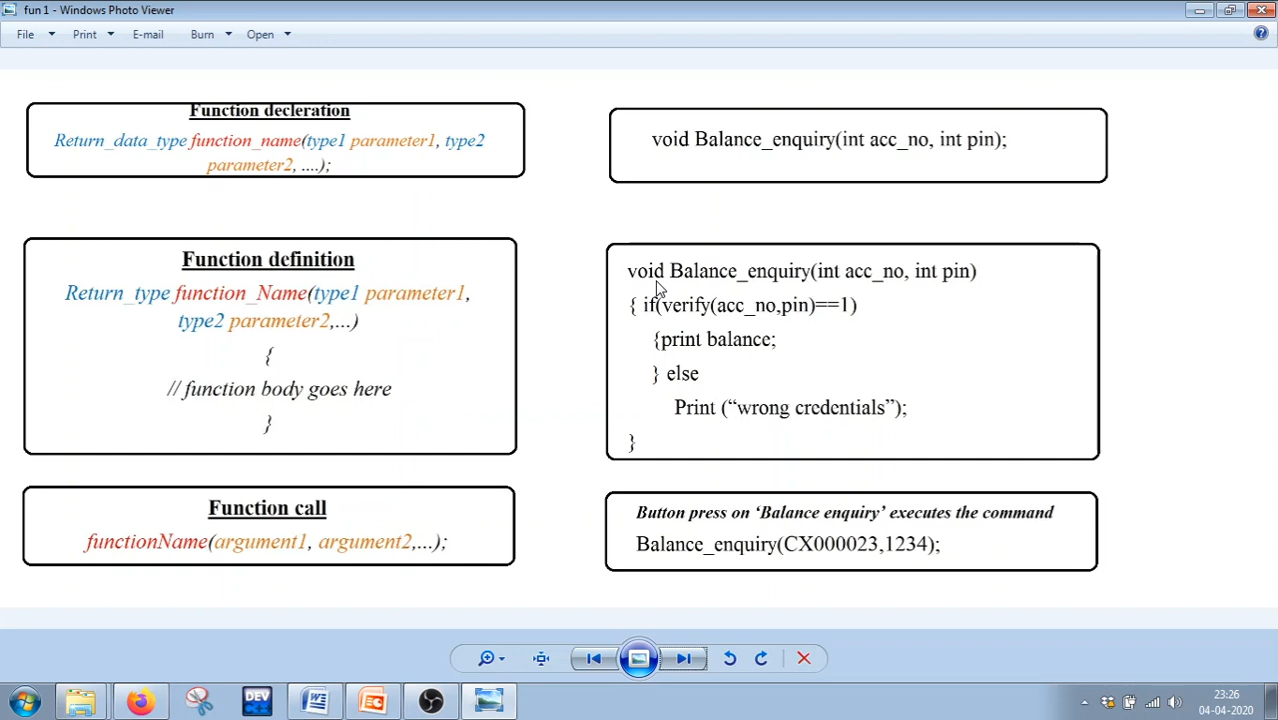 fun 1 - Windows Photo Viewer
File Print E-mail Burn Open
Function decleration
Return_data_type function_name(type1 parameter1, type2
parameter2, ....);
void Balance_enquiry(int acc_no, int pin);
Function definition
Return_type function_Name(type1 parameter1,
type2 parameter2,...)
{
// function body goes here
}
void Balance_enquiry(int acc_no, int pin)
{ if(verify(acc_no,pin)==1)
{print balance;
} else
Print (“wrong credentials”);
}
Function call
functionName(argument1, argument2,...);
Button press on ‘Balance enquiry’ executes the command
Balance_enquiry(CX000023,1234);
DEV
C++
23:26
04-04-2020